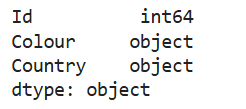 Id int64
Colour object
Country object
dtype: object